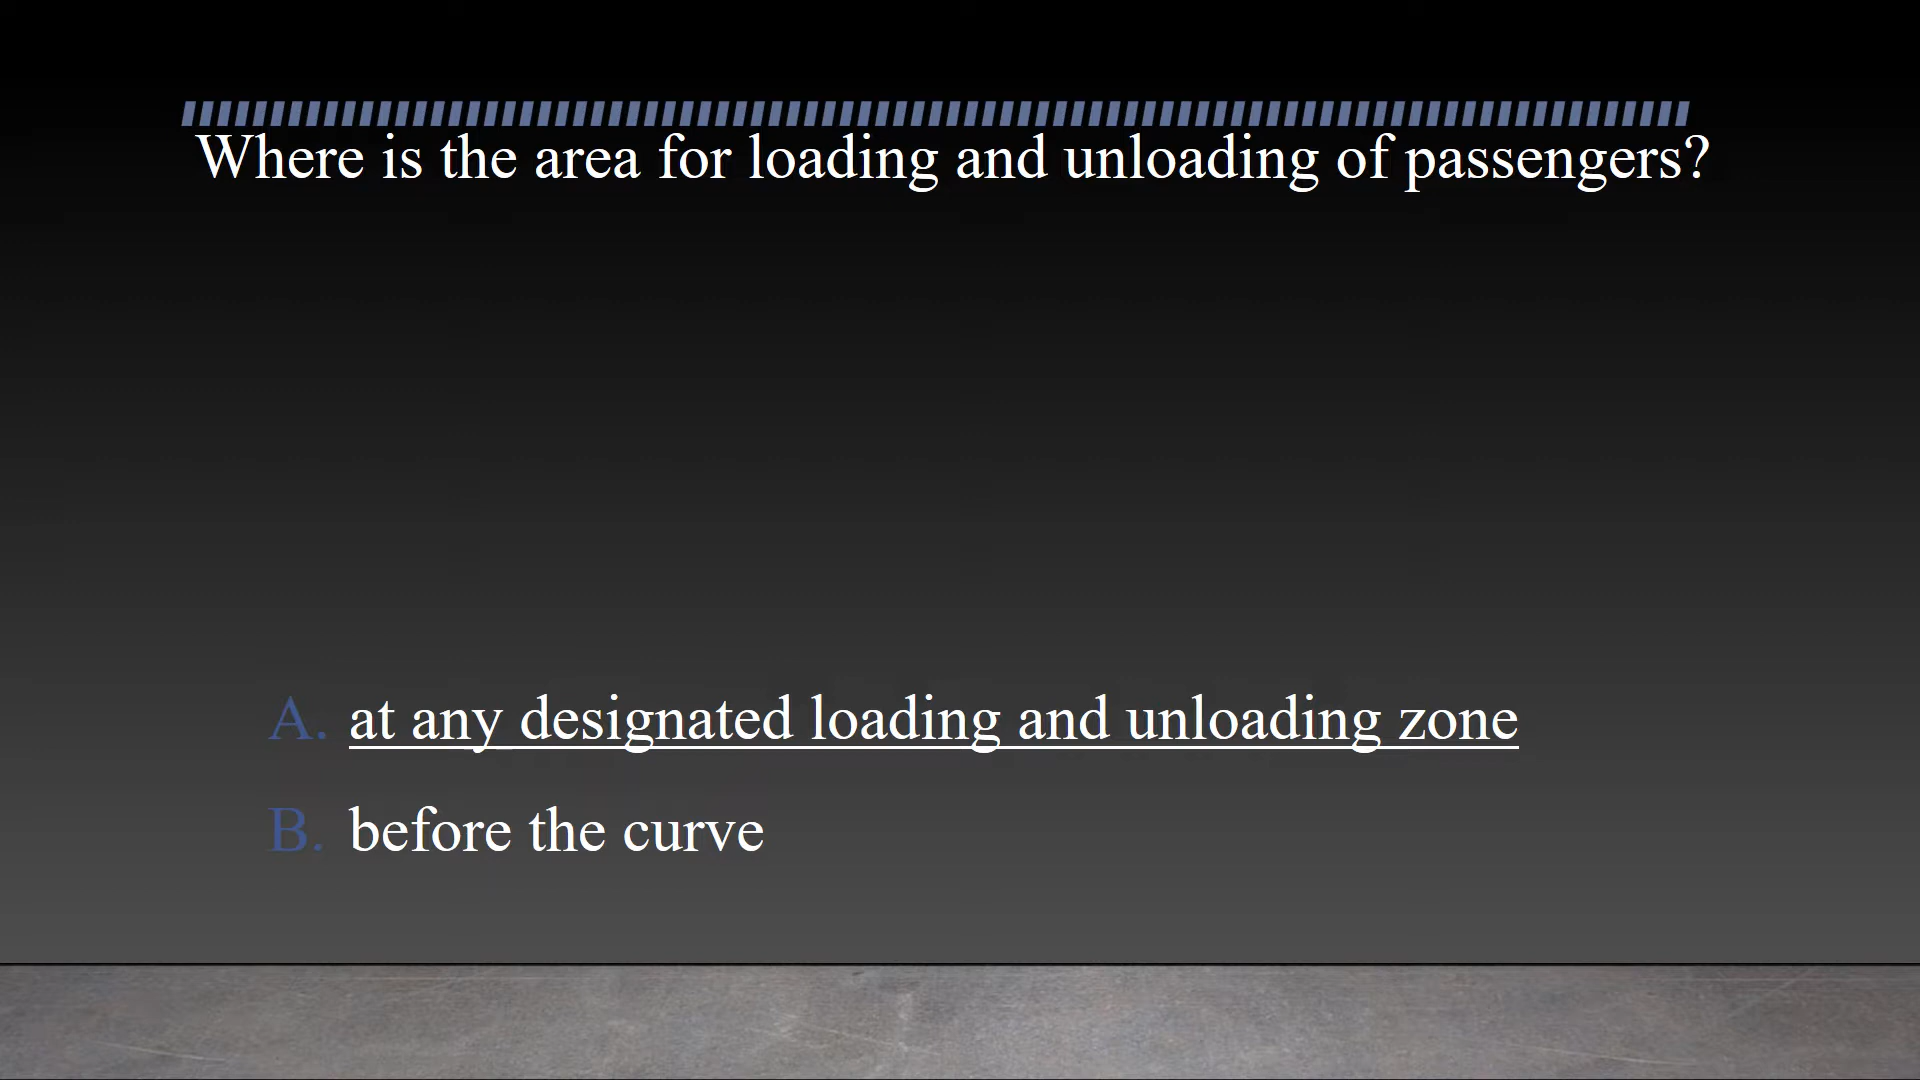 Where is the area for loading and unloading of passengers?
A. at any designated loading and unloading zone
B. before the curve